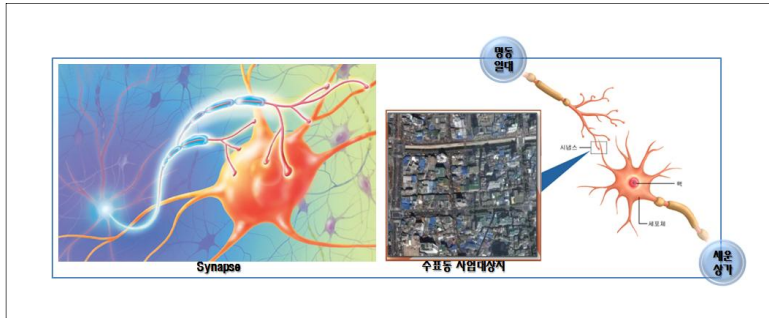 명동
일대
시냅스
핵
세포체
Synapse
수표동 사업대상지
세운
상가